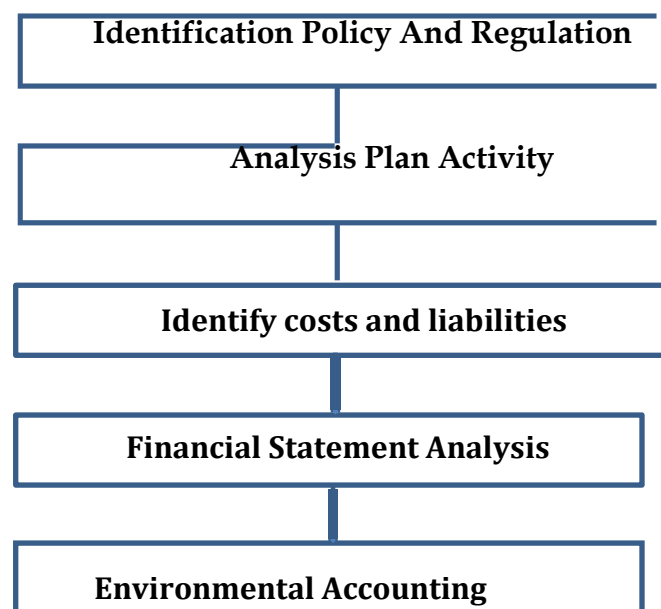 Identification Policy And Regulation
Analysis Plan Activity
Identify costs and liabilities
Financial Statement Analysis
Environmental Accounting